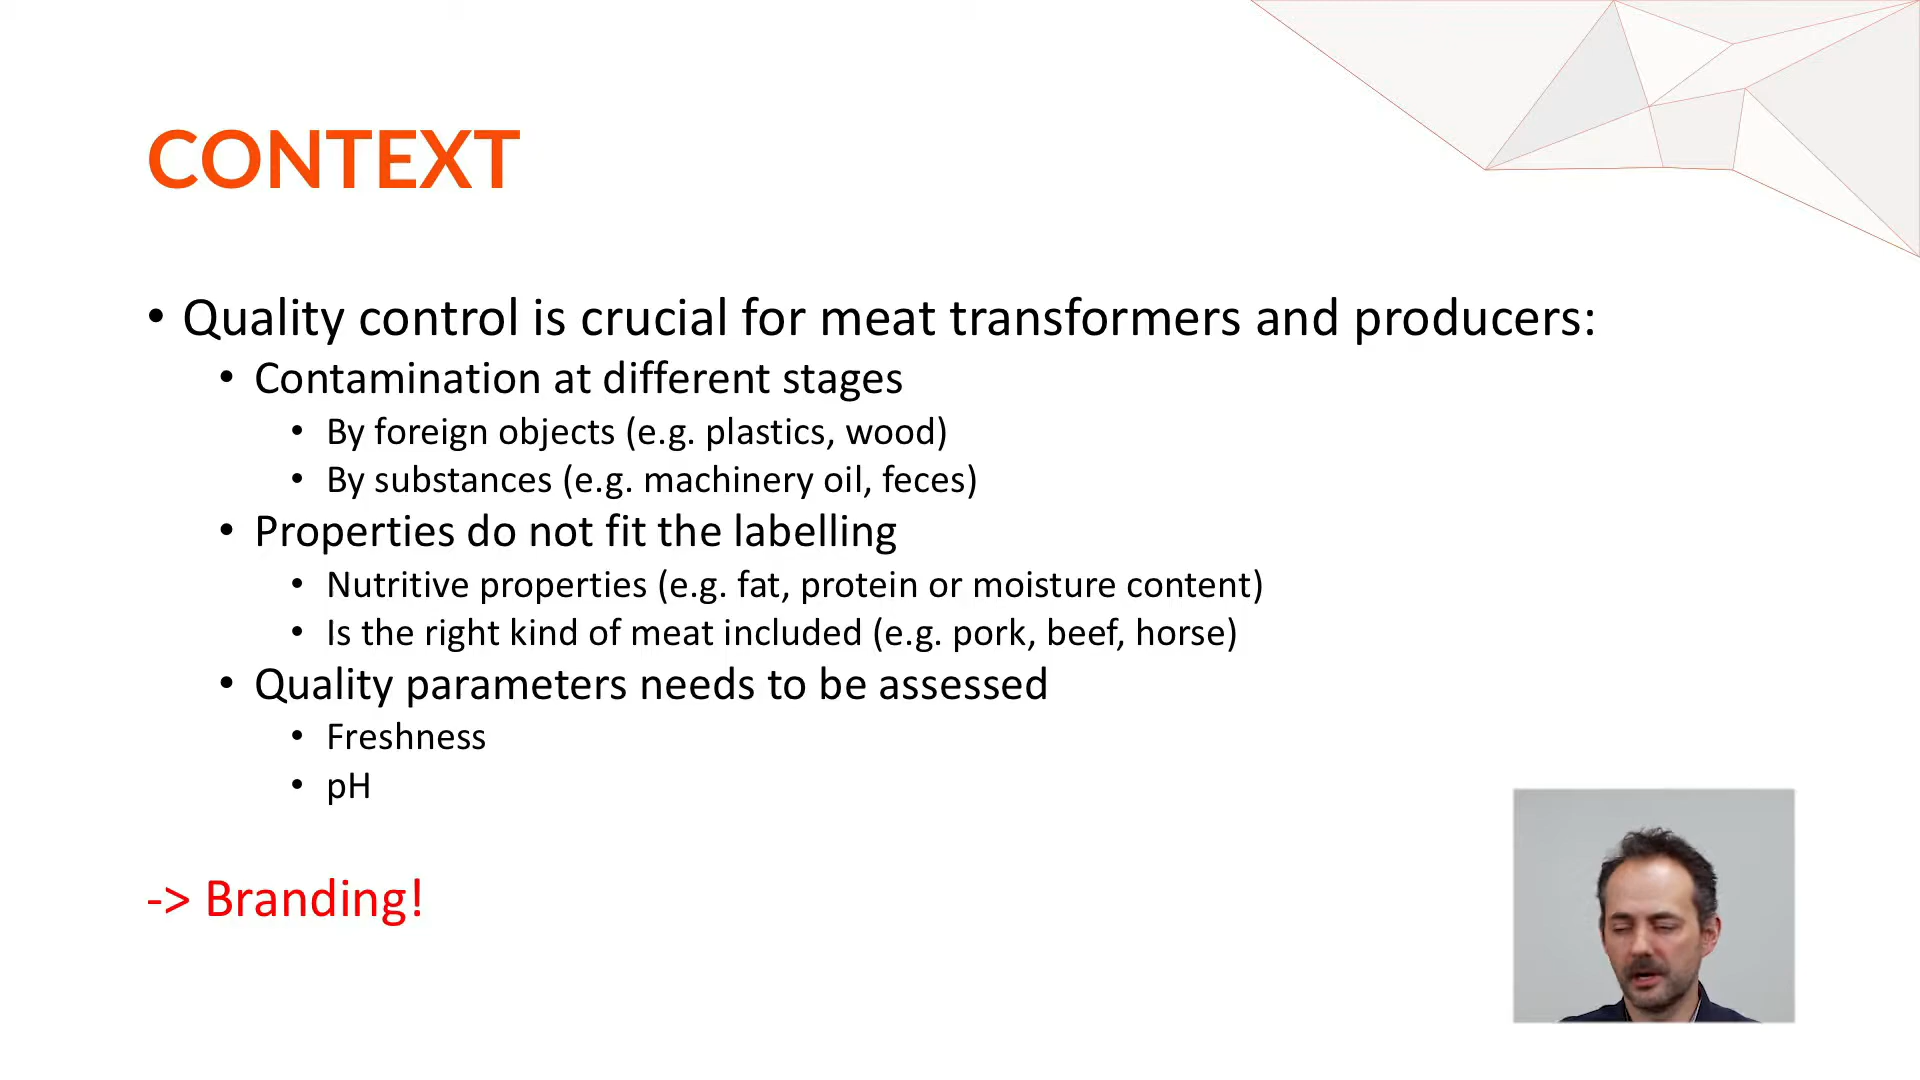 CONTEXT
• Quality control is crucial for meat transformers and producers:
• Contamination at different stages
• By foreign objects (e.g. plastics, wood)
• By substances (e.g. machinery oil, feces)
• Properties do not fit the labelling
• Nutritive properties (e.g. fat, protein or moisture content)
• Is the right kind of meat included (e.g. pork, beef, horse)
• Quality parameters needs to be assessed
• Freshness
• pH
-> Branding!